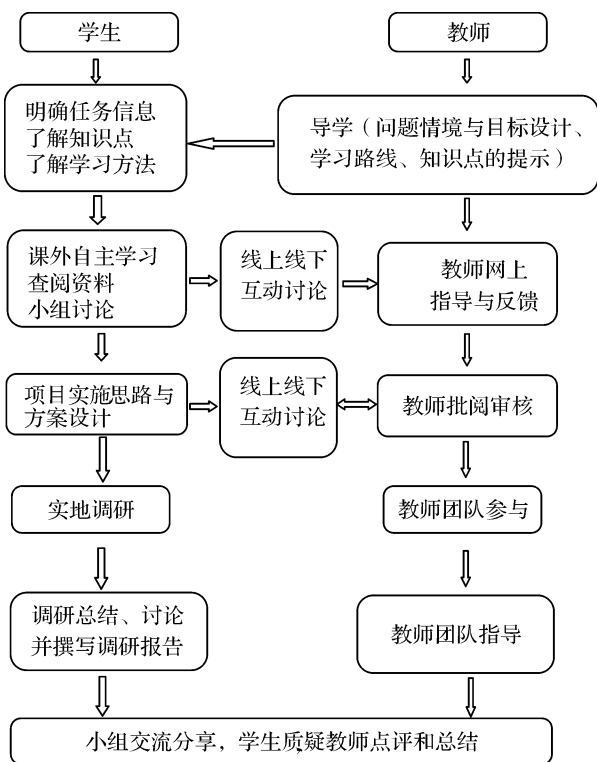 学生
教师
明确任务信息
了解知识点
了解学习方法
导学（问题情境与目标设计、
学习路线、知识点的提示）
课外自主学习
查阅资料
小组讨论
线上线下
互动讨论
教师网上
指导与反馈
项目实施思路与
方案设计
线上线下
互动讨论
教师批阅审核
实地调研
教师团队参与
调研总结、讨论
并撰写调研报告
教师团队指导
小组交流分享，学生质疑教师点评和总结